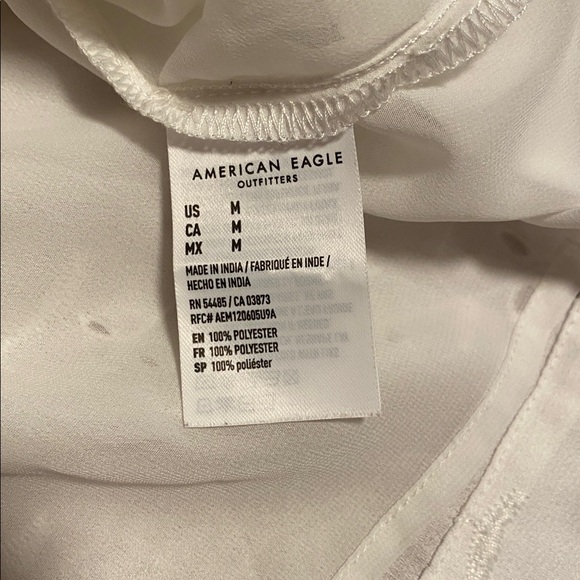 AMERICAN EAGLE
OUTFITTERS
US M
CA M
MX M
MADE IN INDIA / FABRIQUÉ EN INDE /
HECHO EN INDIA
RN 54485 / CA 03873
RFC# AEM120605U9A
EN 100% POLYESTER
FR 100% POLYESTER
SP 100% poliéster